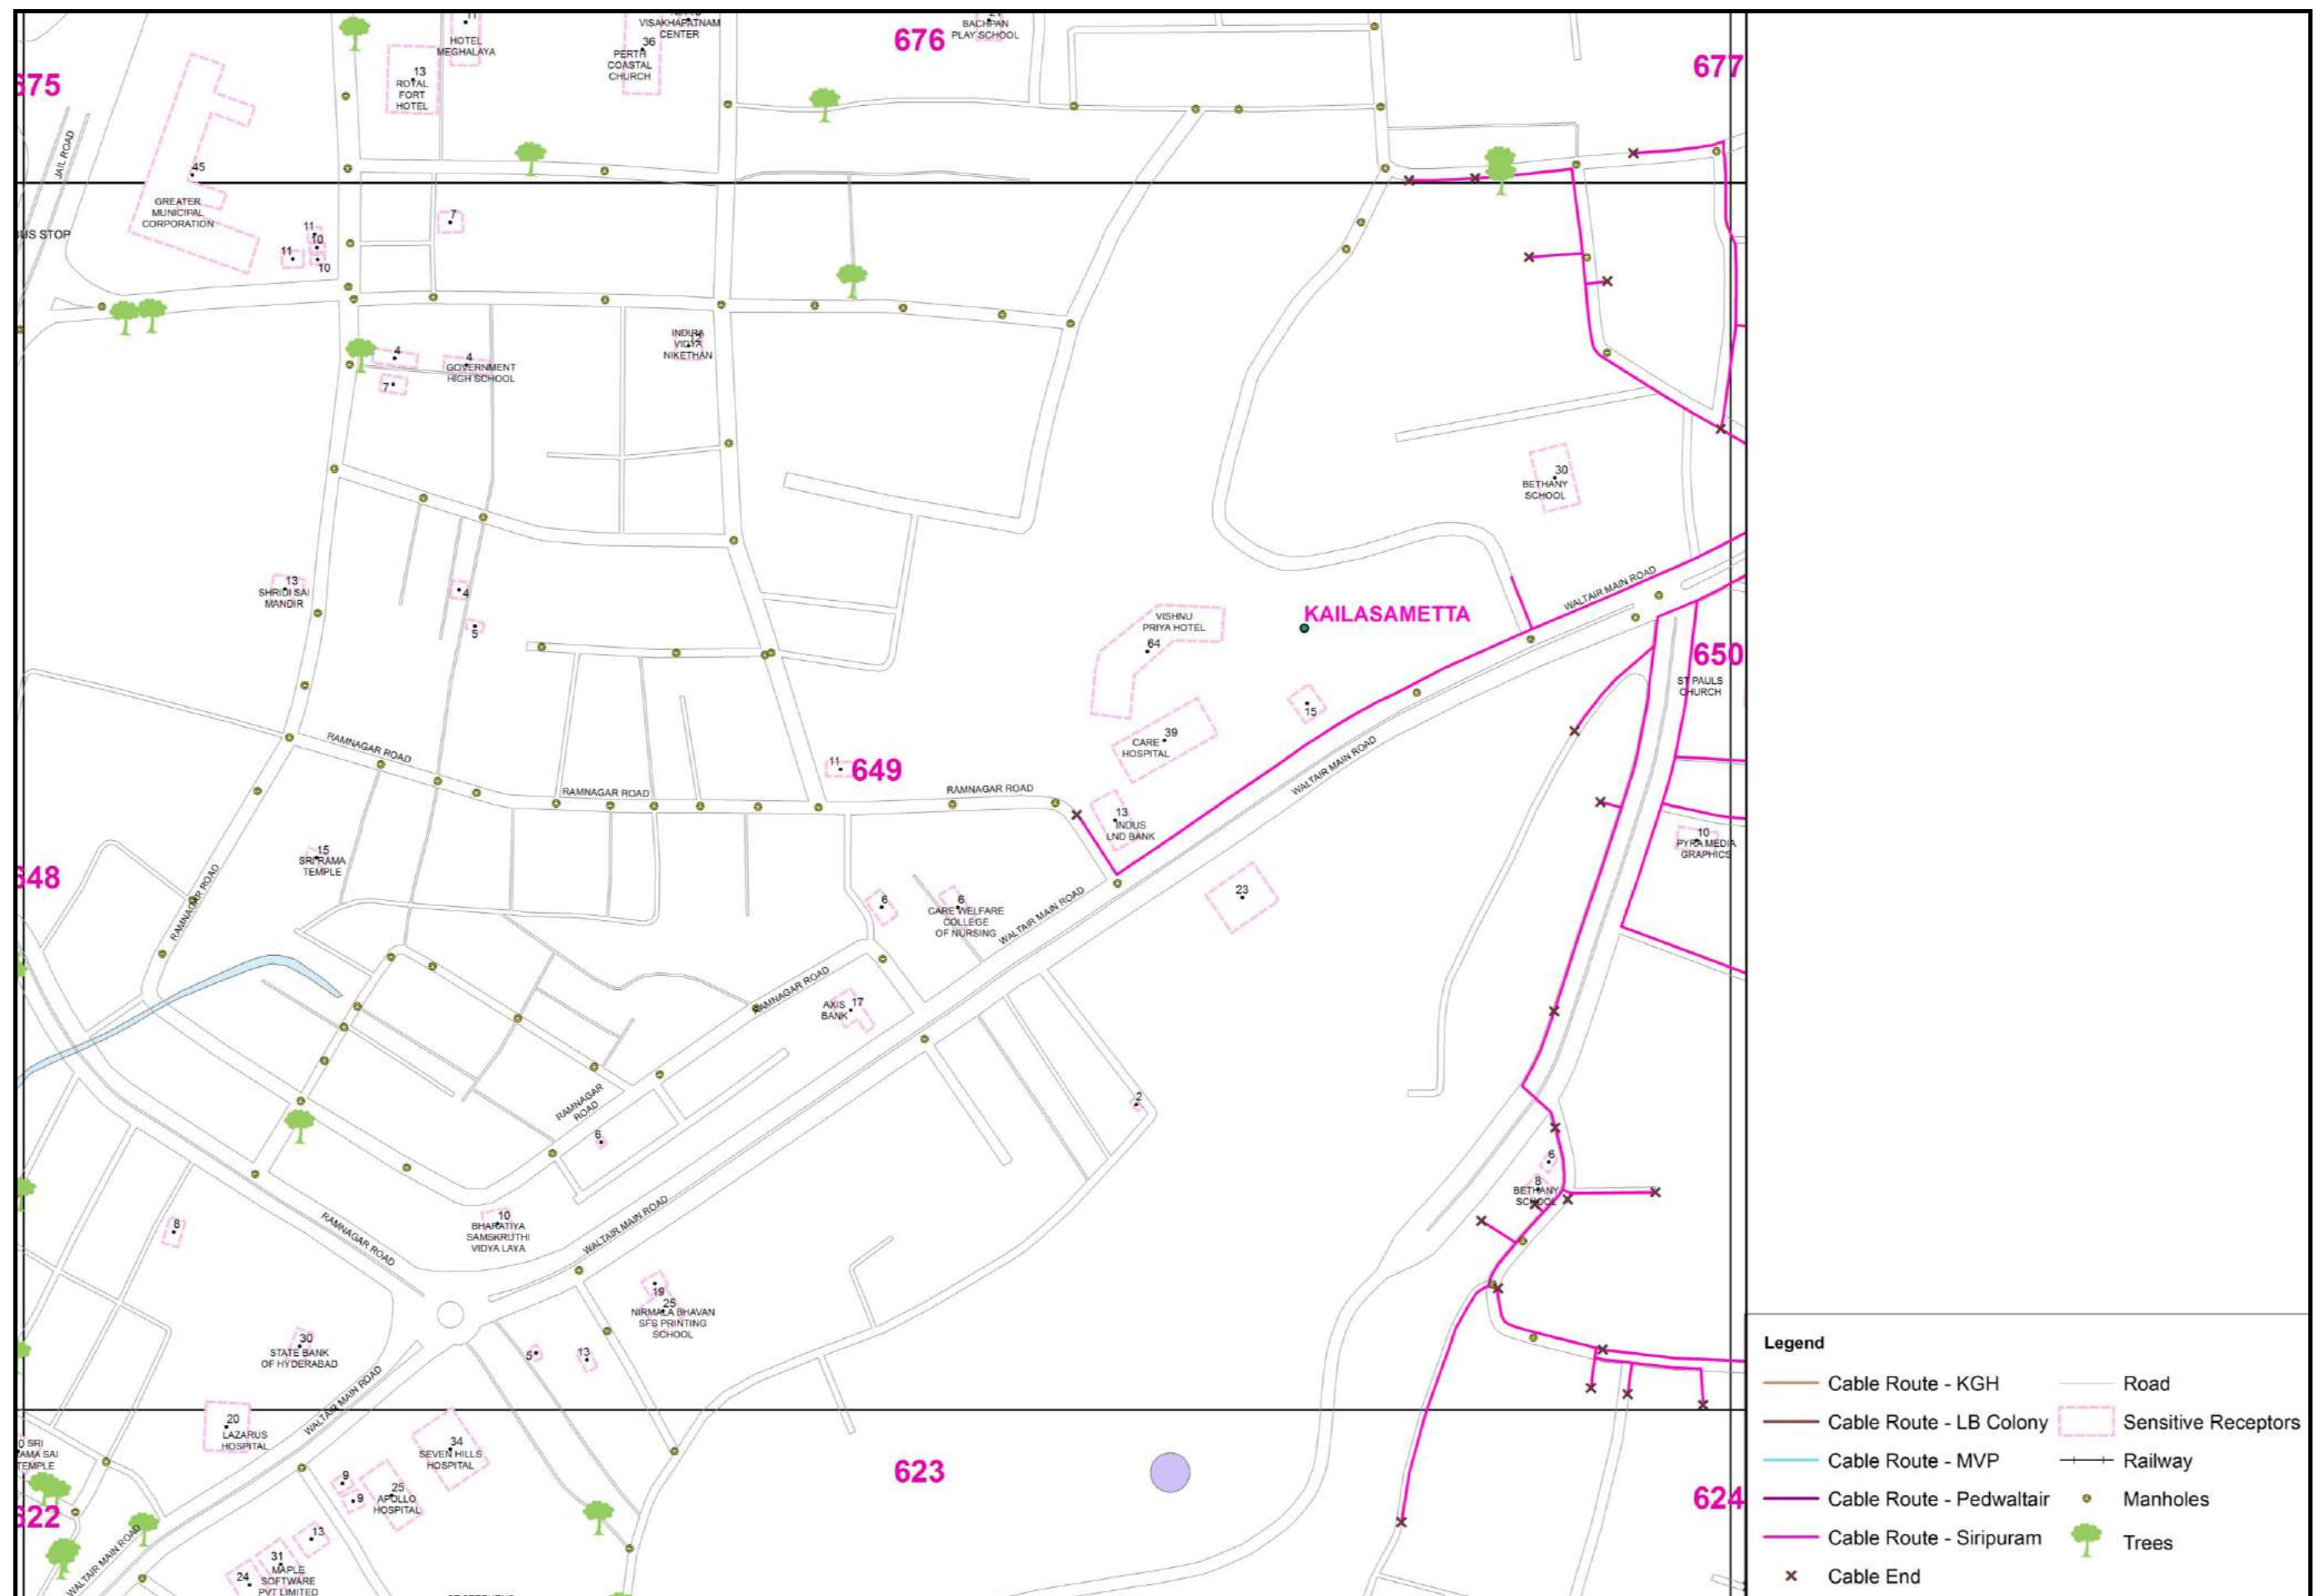 11
HOTEL
MEGHALAYA
VISAKHAPATNAM
CENTER
36
PERTH
COASTAL
CHURCH
676
BACHPAN
PLAY SCHOOL
677
13
ROYAL
FORT
HOTEL
JAIL ROAD
45
GREATER
MUNICIPAL
CORPORATION
7
11
10
11
10
INDIRA
VIDYA
NIKETHAN
12
4
4
GOVERNMENT
HIGH SCHOOL
7
30
BETHANY
SCHOOL
13
SHRIDI SAI
MANDIR
4
5
WALTAIR MAIN ROAD
KAILASAMETTA
VISHNU
PRIYA HOTEL
64
650
ST PAULS
CHURCH
15
CARE
HOSPITAL
39
RAMNAGAR ROAD
11
649
WALTAIR MAIN ROAD
RAMNAGAR ROAD
RAMNAGAR ROAD
13
INDUS
LND BANK
10
PYRA MEDIA
GRAPHICS
15
SRI RAMA
TEMPLE
RAMNAGAR ROAD
6
6
CARE WELFARE
COLLEGE
OF NURSING
WALTAIR MAIN ROAD
23
RAMNAGAR ROAD
AXIS
BANK
17
2
RAMNAGAR
ROAD
6
6
8
BETHANY
SCHOOL
8
RAMNAGAR ROAD
10
BHARATIYA
SAMSKRUTHI
VIDYA LAYA
WALTAIR MAIN ROAD
19
25
NIRMALA BHAVAN
SFS PRINTING
SCHOOL
30
STATE BANK
OF HYDERABAD
5
13
WALTAIR MAIN ROAD
20
LAZARUS
HOSPITAL
34
SEVEN HILLS
HOSPITAL
SRI
TEMPLE
9
9
25
APOLLO
HOSPITAL
623
624
13
31
MAPLE
SOFTWARE
PVT LIMITED
24
WALTAIR MAIN ROAD
Legend
Cable Route - KGH
Cable Route - LB Colony
Cable Route - MVP
Cable Route - Pedwaltair
Cable Route - Siripuram
Cable End
Road
Sensitive Receptors
Railway
Manholes
Trees